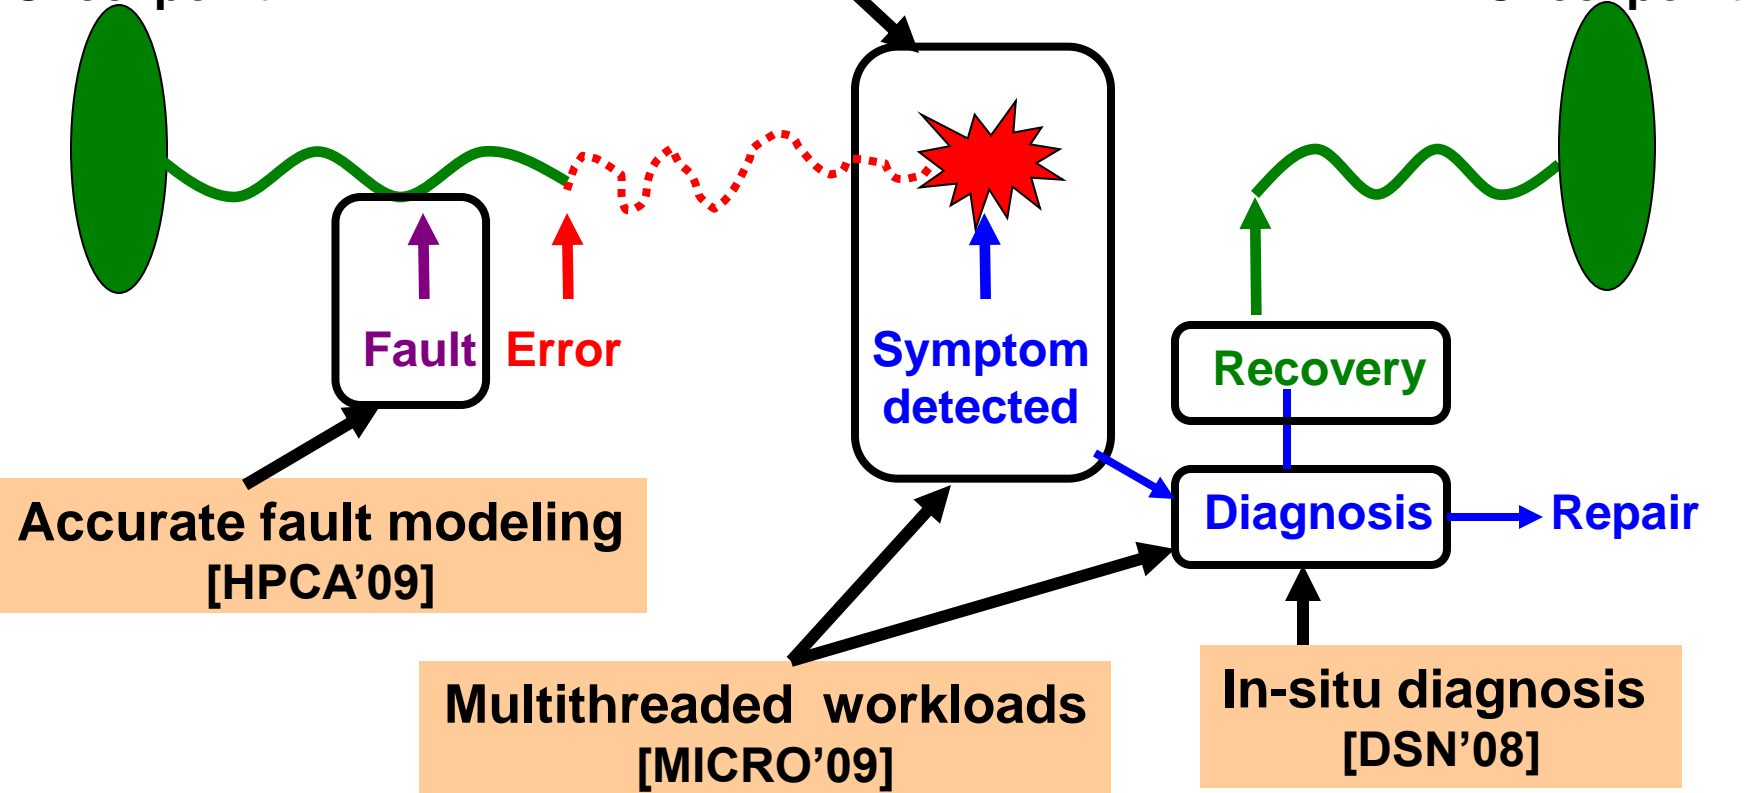 Fault
Error
Symptom
detected
Recovery
Diagnosis
Repair
Accurate fault modeling
[HPCA’09]
Multithreaded workloads
[MICRO’09]
In-situ diagnosis
[DSN’08]